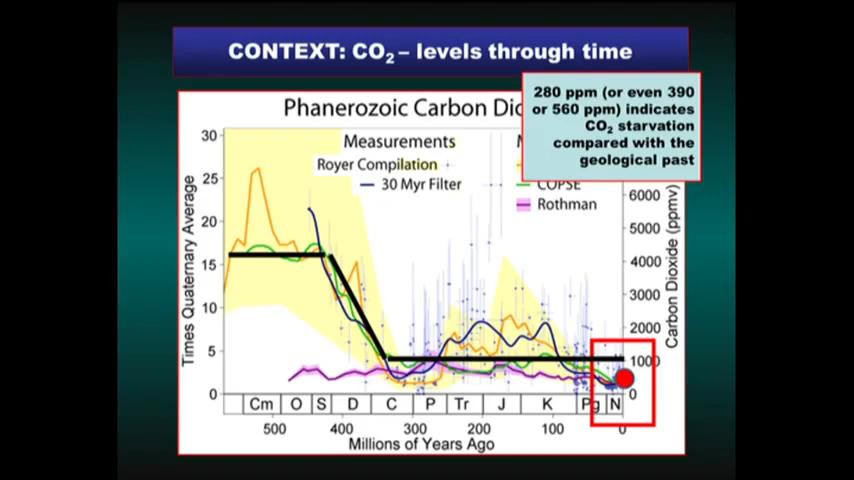 CONTEXT: CO2 – levels through time
280 ppm (or even 390
or 560 ppm) indicates
CO2 starvation
compared with the
geological past
Phanerozoic Carbon Dio
Measurements
Royer Compilation
30 Myr Filter
COPSE
Rothman
Times Quaternary Average
30
25
20
15
10
5
0
Carbon Dioxide (ppmv)
6000
5000
4000
3000
2000
1000
0
Cm O S D C P Tr J K Pg N
500 400 300 200 100 0
Millions of Years Ago